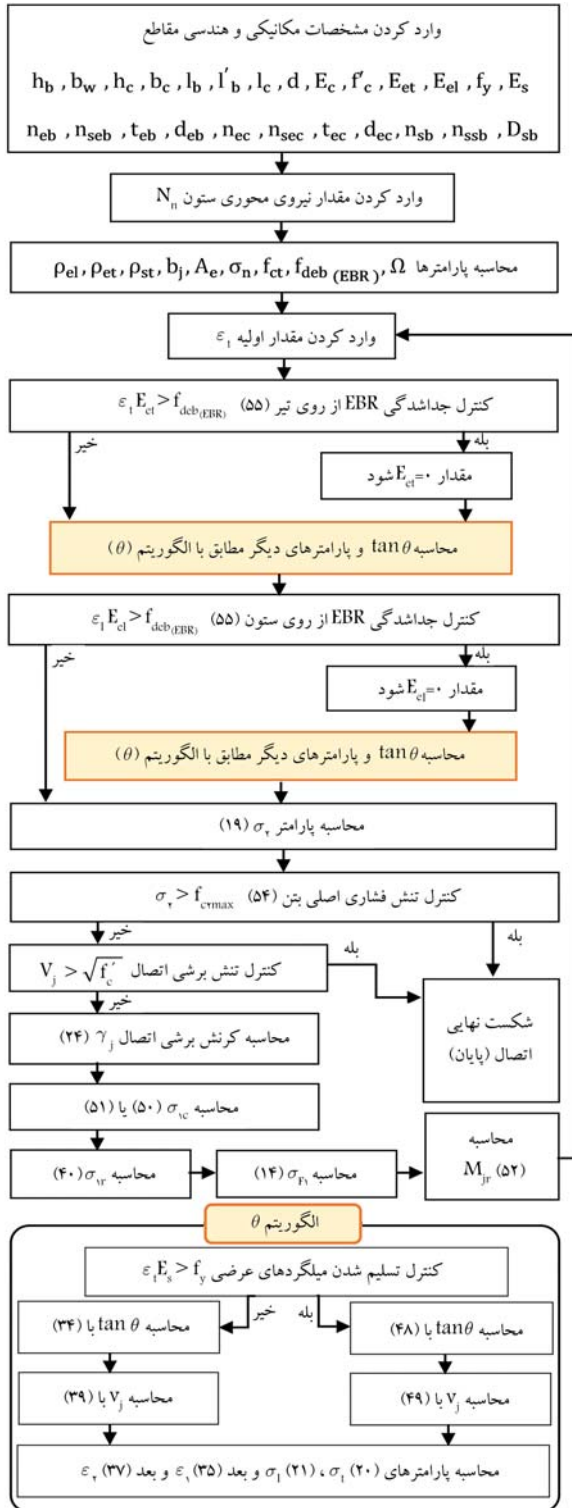 وارد کردن مشخصات مکانیکی و هندسی مقاطع
h_b , b_w , h_c , b_c , l_b , l'_b , l_c , d , E_c , f'_c , E_et , E_el , f_y , E_s
n_eb , n_seb , t_eb , d_eb , n_ec , n_sec , t_ec , d_ec , n_sb , n_ssb , D_sb
وارد کردن مقدار نیروی محوری ستون N_n
محاسبه پارامترها ρ_el, ρ_et, ρ_st, b_j, A_e, σ_n, f_ct, f_deb (EBR), Ω
وارد کردن مقدار اولیه ε_t
کنترل جداشدگی EBR از روی تیر (۵۵) ε_t E_et > f_deb(EBR)
خیر
بله
مقدار E_et=۰ شود
محاسبه tan θ و پارامترهای دیگر مطابق با الگوریتم (θ)
کنترل جداشدگی EBR از روی ستون (۵۵) ε_l E_el > f_deb(EBR)
خیر
بله
مقدار E_el=۰ شود
محاسبه tan θ و پارامترهای دیگر مطابق با الگوریتم (θ)
محاسبه پارامتر σ_۲ (۱۹)
کنترل تنش فشاری اصلی بتن (۵۴) σ_۲ > f_c۲max
خیر
بله
کنترل تنش برشی اتصال V_j > √f'_c
بله
خیر
شکست نهایی
اتصال (پایان)
محاسبه کرنش برشی اتصال γ_j (۲۴)
محاسبه σ_۱c (۵۰) یا (۵۱)
محاسبه σ_۱r (۴۰)
محاسبه σ_F۱ (۱۴)
محاسبه
M_jr (۵۲)
الگوریتم θ
کنترل تسلیم شدن میلگردهای عرضی ε_t E_s > f_y
خیر
بله
محاسبه tan θ با (۳۴)
محاسبه tanθ با (۴۸)
محاسبه v_j با (۳۹)
محاسبه v_j با (۴۹)
محاسبه پارامترهای σ_t (۲۰) ، σ_l (۲۱) و بعد ε_۱ (۳۵) و بعد ε_۲ (۳۷)